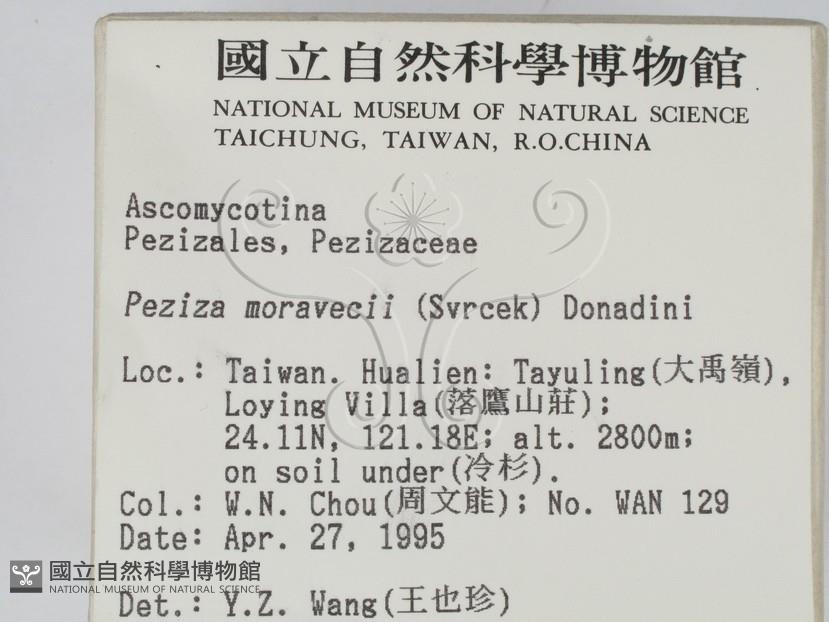 國立自然科學博物館
NATIONAL MUSEUM OF NATURAL SCIENCE
TAICHUNG, TAIWAN, R.O.CHINA
Ascomycotina
Pezizales, Pezizaceae
Peziza moravecii (Svrcek) Donadini
Loc.: Taiwan. Hualien: Tayuling(大禹嶺),
Loying Villa(落鷹山莊);
24.11N, 121.18E; alt. 2800m;
on soil under(冷杉).
Col.: W.N. Chou(周文能); No. WAN 129
Date: Apr. 27, 1995
Det.: Y.Z. Wang(王也珍)
國立自然科學博物館
NATIONAL MUSEUM OF NATURAL SCIENCE